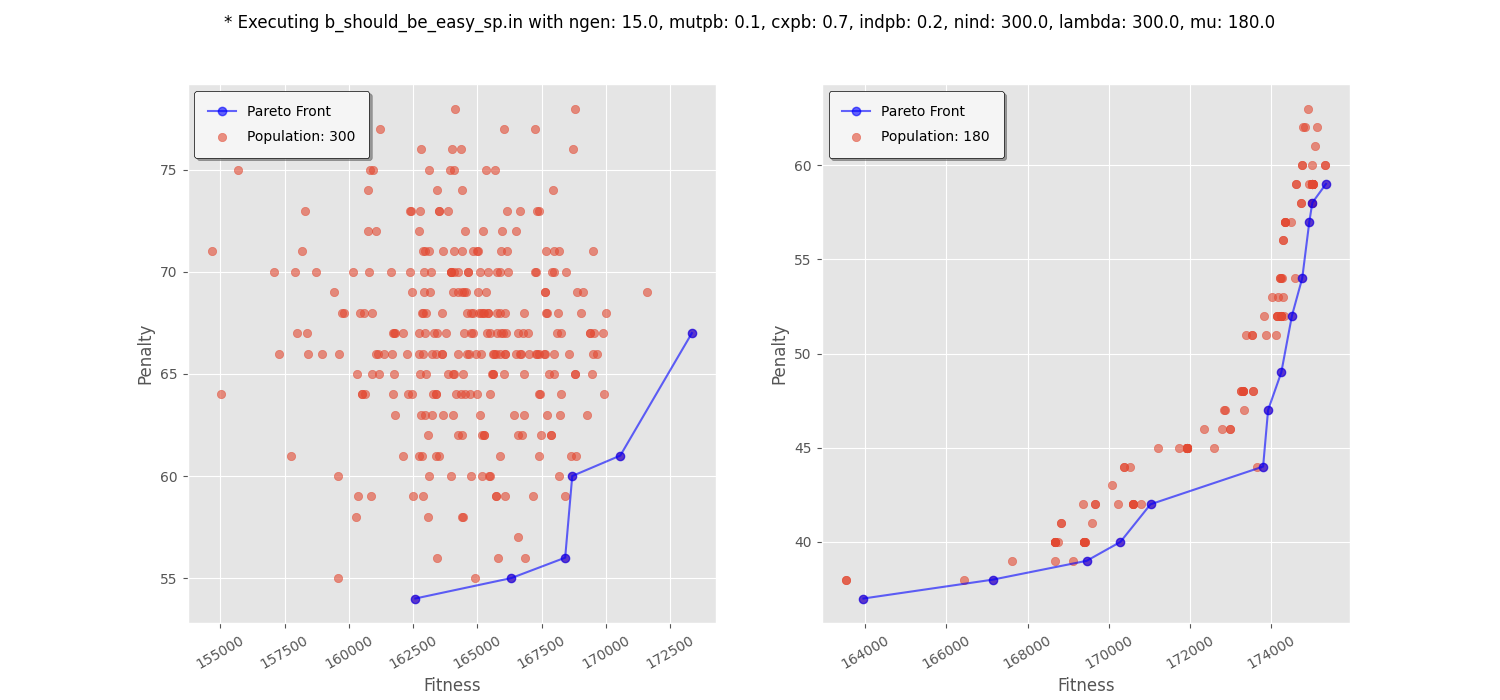 * Executing b_should_be_easy_sp.in with ngen: 15.0, mutpb: 0.1, cxpb: 0.7, indpb: 0.2, nind: 300.0, lambda: 300.0, mu: 180.0
Pareto Front
Population: 300
75
70
65
60
55
Penalty
155000 157500 160000 162500 165000 167500 170000 172500
Fitness
Pareto Front
Population: 180
60
55
50
45
40
Penalty
164000 166000 168000 170000 172000 174000
Fitness